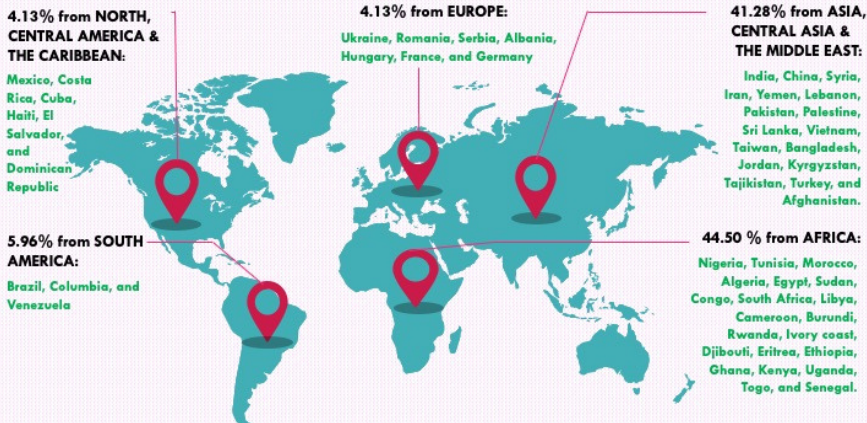 4.13% from NORTH,
CENTRAL AMERICA &
THE CARIBBEAN:
Mexico, Costa
Rica, Cuba,
Haiti, El
Salvador,
and
Dominican
Republic
4.13% from EUROPE:
Ukraine, Romania, Serbia, Albania,
Hungary, France, and Germany
41.28% from ASIA,
CENTRAL ASIA &
THE MIDDLE EAST:
India, China, Syria,
Iran, Yemen, Lebanon,
Pakistan, Palestine,
Sri Lanka, Vietnam,
Taiwan, Bangladesh,
Jordan, Kyrgyzstan,
Tajikistan, Turkey, and
Afghanistan.
5.96% from SOUTH
AMERICA:
Brazil, Columbia, and
Venezuela
44.50 % from AFRICA:
Nigeria, Tunisia, Morocco,
Algeria, Egypt, Sudan,
Congo, South Africa, Libya,
Cameroon, Burundi,
Rwanda, Ivory coast,
Djibouti, Eritrea, Ethiopia,
Ghana, Kenya, Uganda,
Togo, and Senegal.